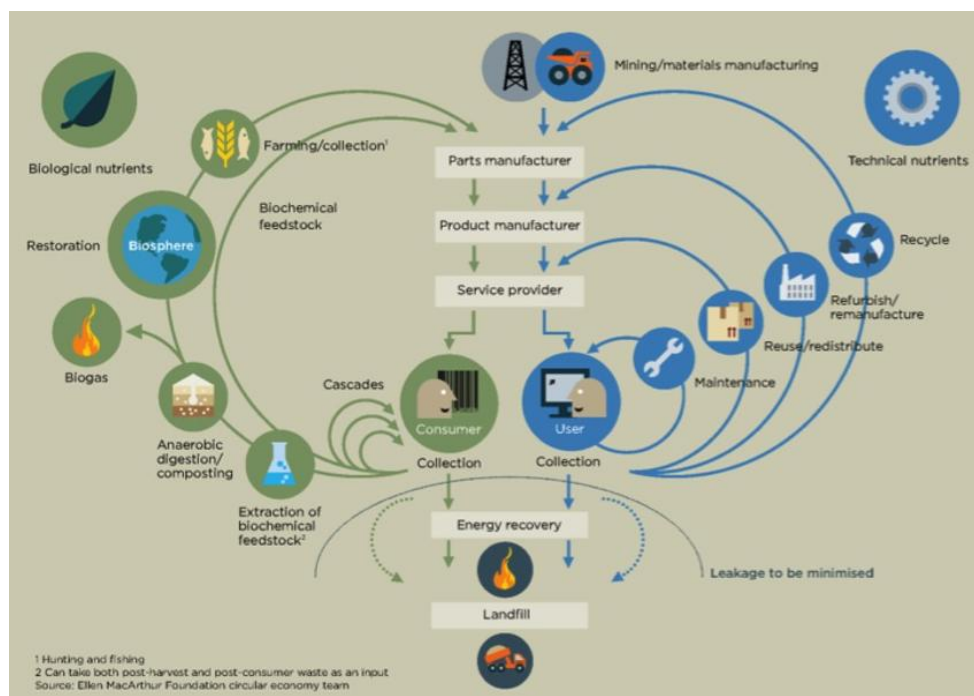 Mining/materials manufacturing
Biological nutrients
Farming/collection¹
Parts manufacturer
Technical nutrients
Biochemical
feedstock
Product manufacturer
Restoration
Biosphere
Recycle
Service provider
Refurbish/
remanufacture
Reuse/redistribute
Biogas
Cascades
Maintenance
Consumer
User
Anaerobic
digestion/
composting
Collection
Collection
Extraction of
biochemical
feedstock²
Energy recovery
Leakage to be minimised
Landfill
1 Hunting and fishing
2 Can take both post-harvest and post-consumer waste as an input
Source: Ellen MacArthur Foundation circular economy team